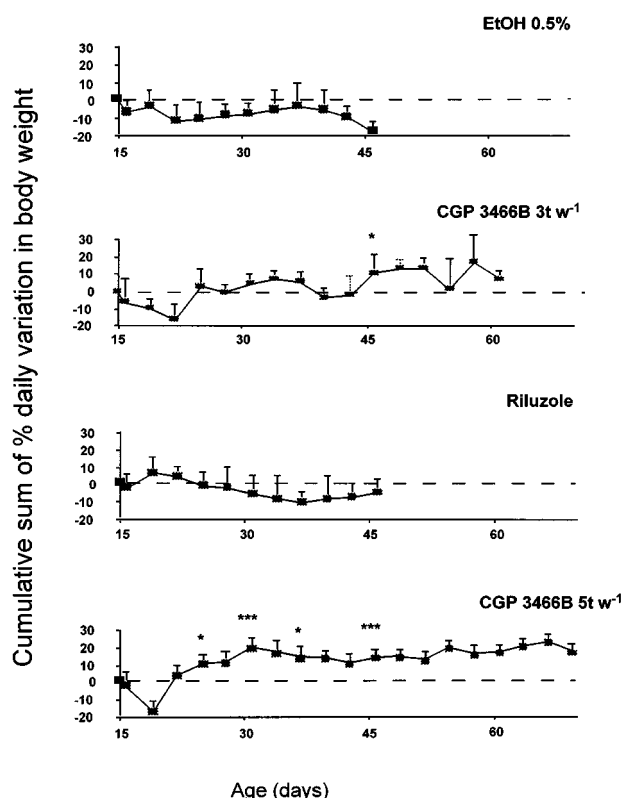 EtOH 0.5%
30
20
10
0
-10
-20
15 30 45 60
CGP 3466B 3t w⁻¹
*
30
20
10
0
-10
-20
15 30 45 60
Riluzole
30
20
10
0
-10
-20
15 30 45 60
CGP 3466B 5t w⁻¹
* *** * ***
30
20
10
0
-10
-20
15 30 45 60
Cumulative sum of % daily variation in body weight
Age (days)